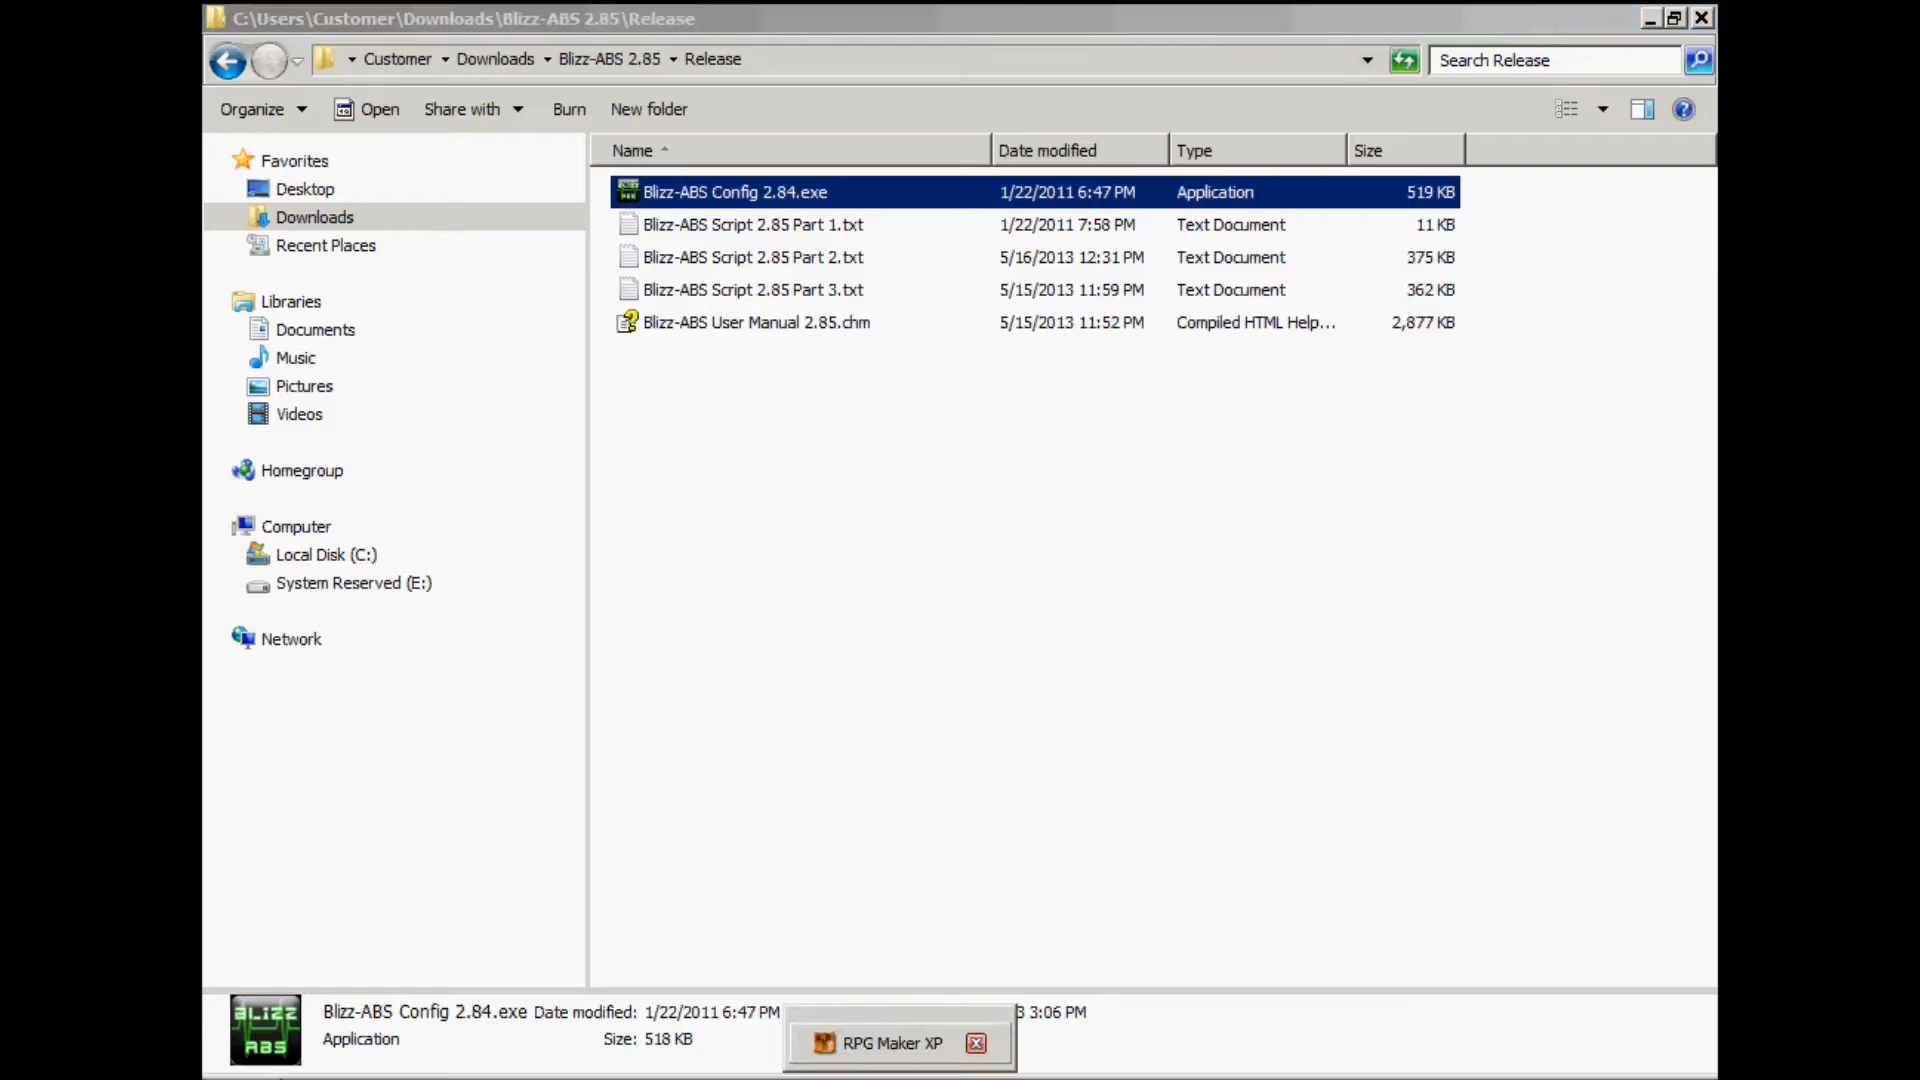 C:\Users\Customer\Downloads\Blizz-ABS 2.85\Release
Customer Downloads Blizz-ABS 2.85 Release
Search Release
Organize Open Share with Burn New folder
Name Date modified Type Size
Favorites
Desktop
Downloads
Recent Places
Libraries
Documents
Music
Pictures
Videos
Homegroup
Computer
Local Disk (C:)
System Reserved (E:)
Network
Blizz-ABS Config 2.84.exe 1/22/2011 6:47 PM Application 519 KB
Blizz-ABS Script 2.85 Part 1.txt 1/22/2011 7:58 PM Text Document 11 KB
Blizz-ABS Script 2.85 Part 2.txt 5/16/2013 12:31 PM Text Document 375 KB
Blizz-ABS Script 2.85 Part 3.txt 5/15/2013 11:59 PM Text Document 362 KB
Blizz-ABS User Manual 2.85.chm 5/15/2013 11:52 PM Compiled HTML Help... 2,877 KB
BLiZZ
ABS
Blizz-ABS Config 2.84.exe Date modified: 1/22/2011 6:47 PM 3 3:06 PM
Application Size: 518 KB
RPG Maker XP